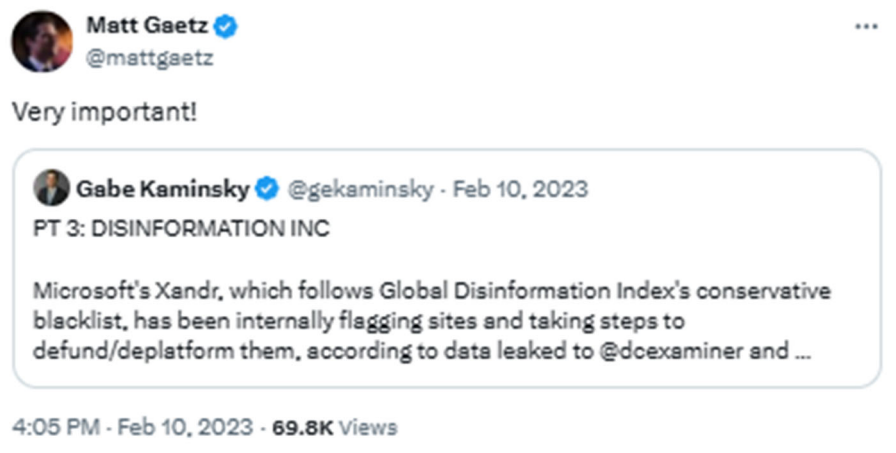 Matt Gaetz
@mattgaetz
Very important!
Gabe Kaminsky @gekaminsky · Feb 10, 2023
PT 3: DISINFORMATION INC
Microsoft's Xandr, which follows Global Disinformation Index's conservative
blacklist, has been internally flagging sites and taking steps to
defund/deplatform them, according to data leaked to @dcexaminer and ...
4:05 PM · Feb 10, 2023 · 69.8K Views